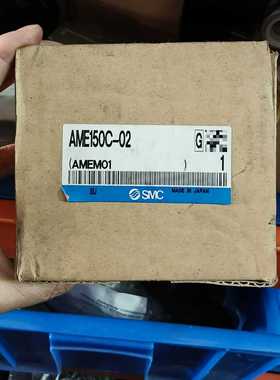 AME150C-02
G
(AMEM01 ) 1
SMC
MADE IN JAPAN